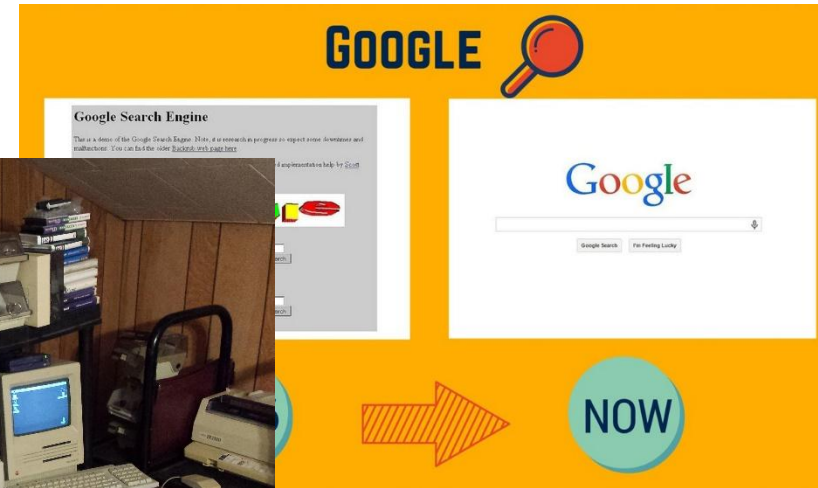 GOOGLE
Google Search Engine
This is a demo of the Google Search Engine. Note, it is research in progress so expect some downtimes and
malfunctions. You can find the older Backrub web page here.
d implementation help by Scott
arch
arch
Google
Google Search I'm Feeling Lucky
S
NOW